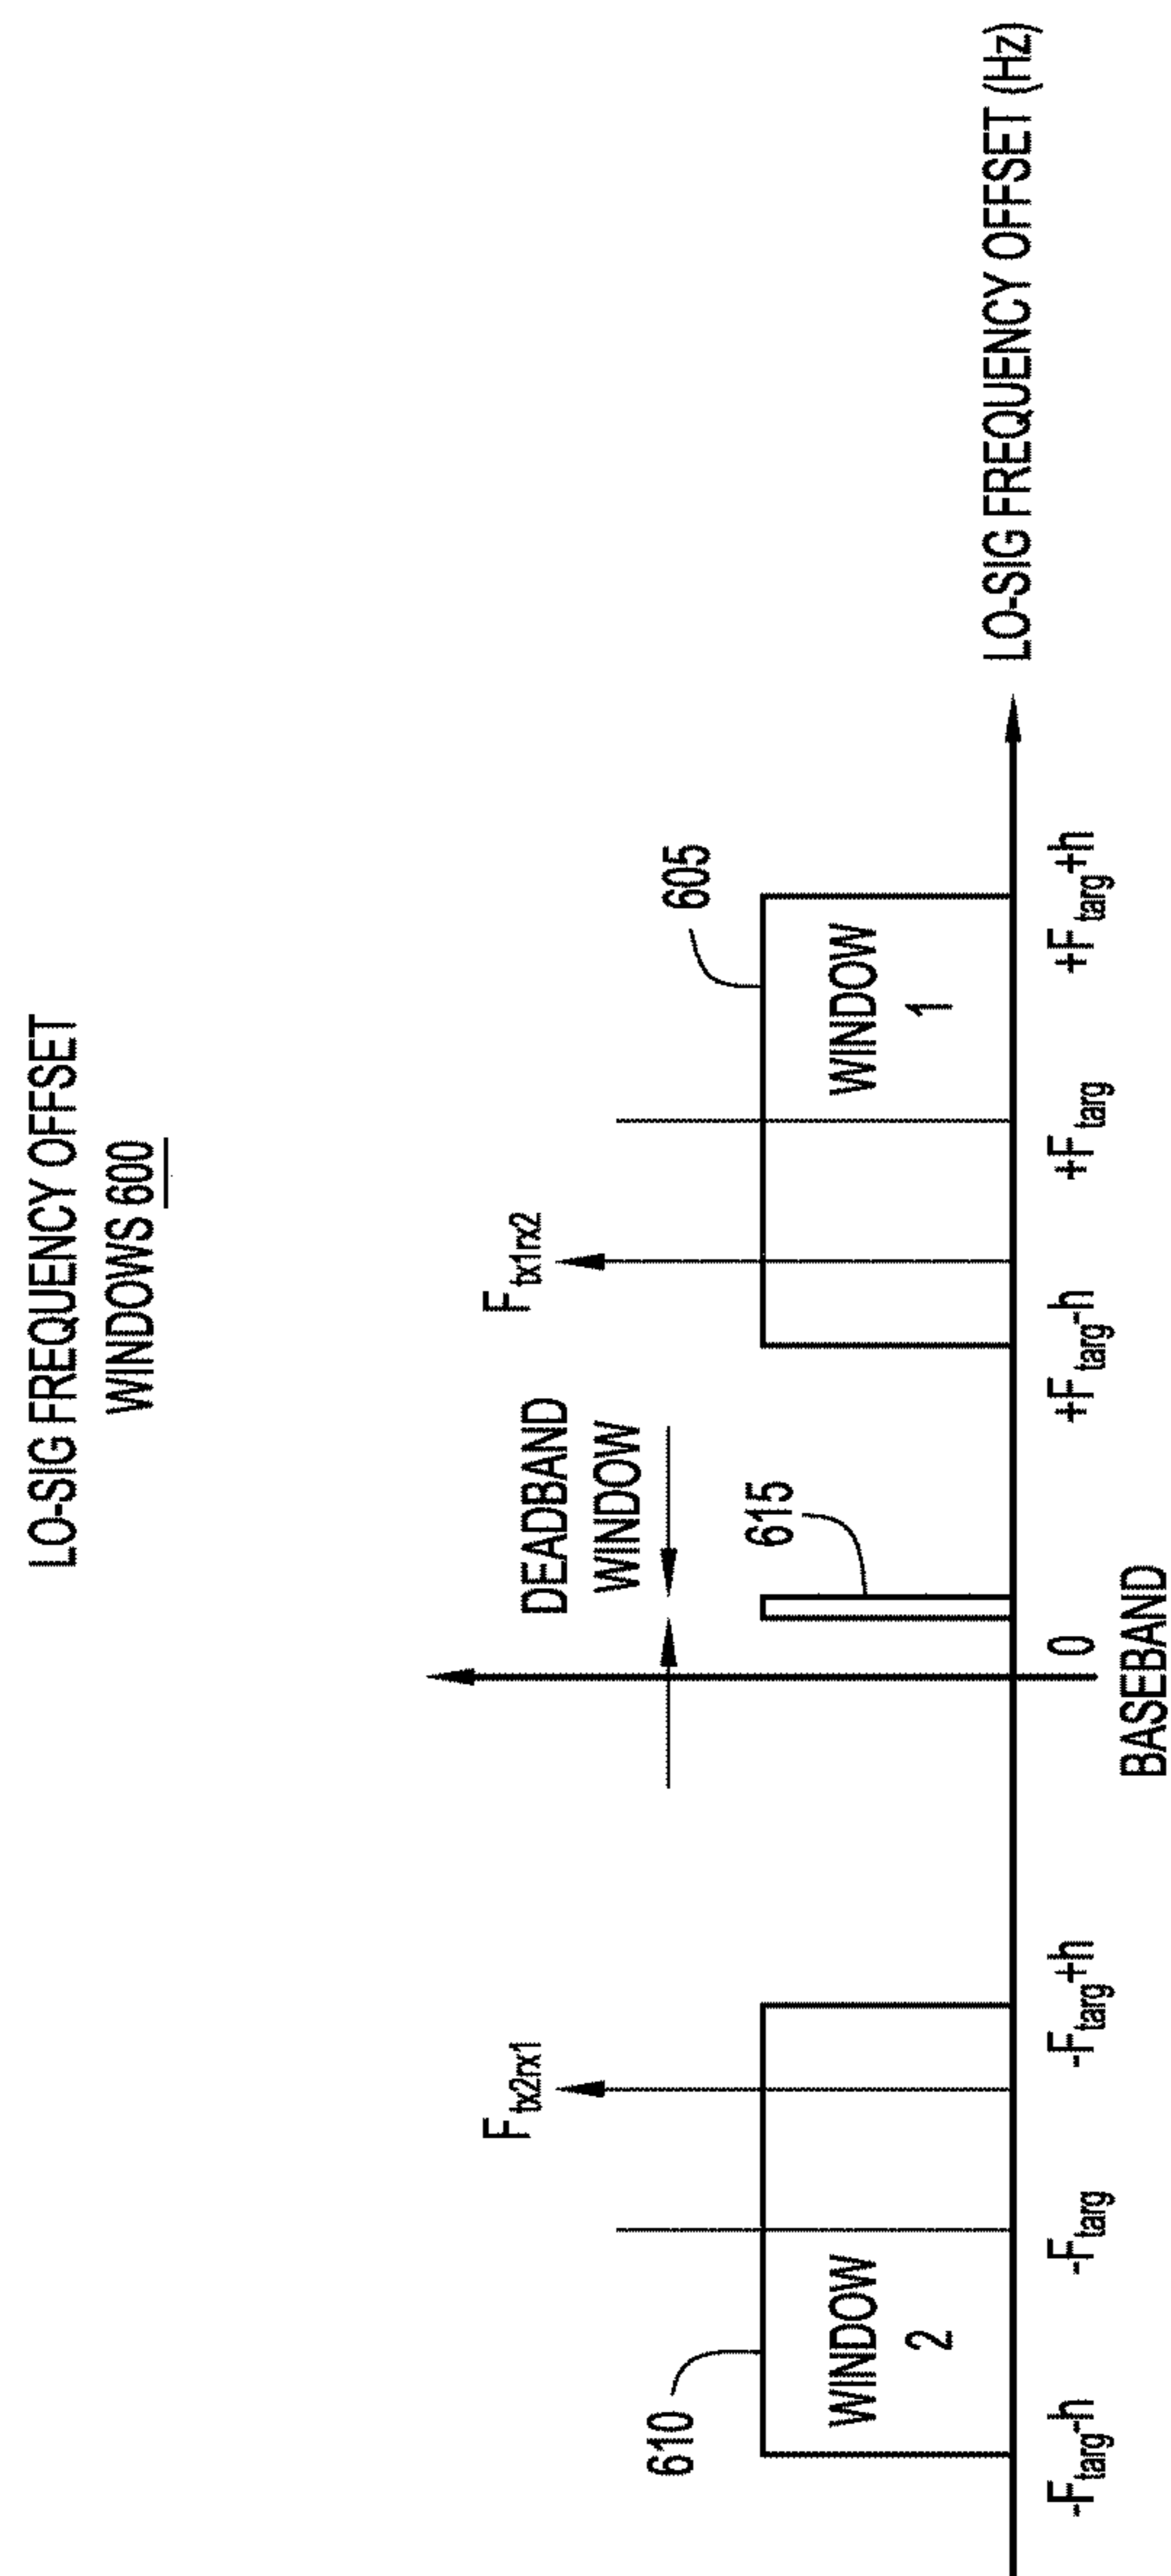 LO-SIG FREQUENCY OFFSET
WINDOWS 600
F_tx2rx1
DEADBAND
WINDOW
F_tx1rx2
610
615
605
WINDOW
2
WINDOW
1
LO-SIG FREQUENCY OFFSET (Hz)
-F_targ-h
-F_targ
-F_targ+h
0
+F_targ-h
+F_targ
+F_targ+h
BASEBAND